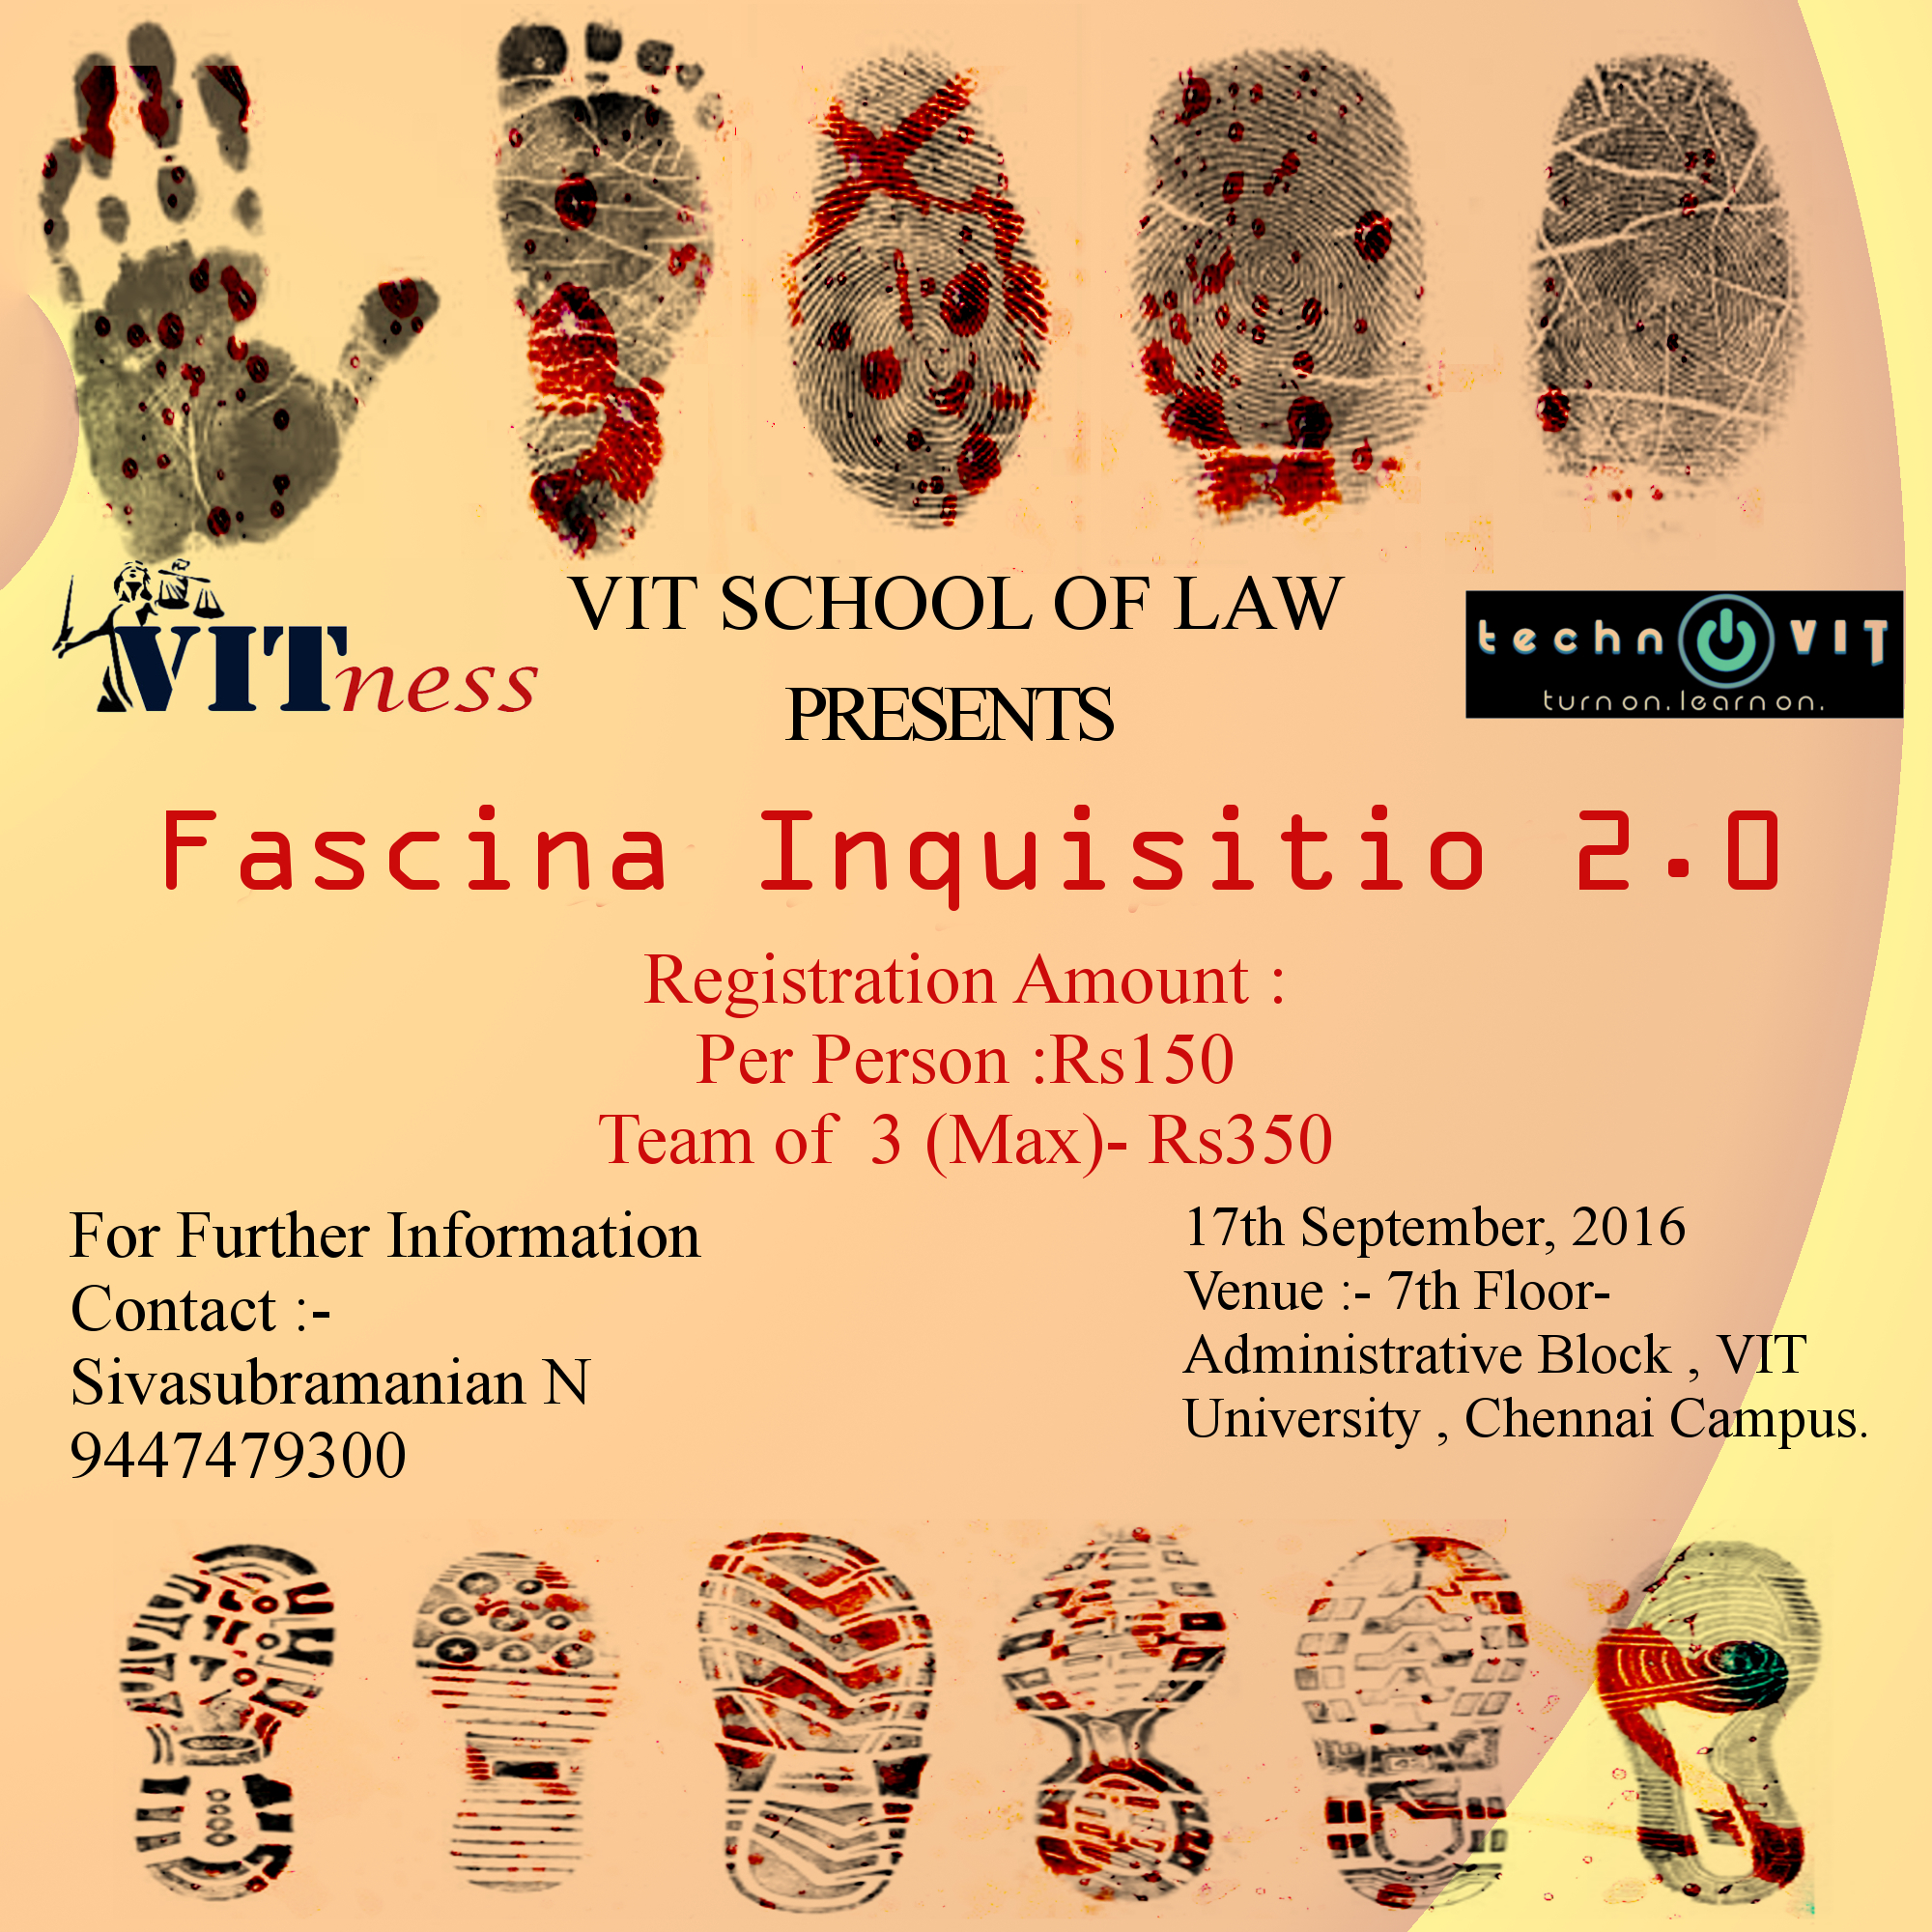 VIT SCHOOL OF LAW
PRESENTS
VITness
techn VIT
turn on. learn on.
Fascina Inquisitio 2.0
Registration Amount :
Per Person :Rs150
Team of 3 (Max)- Rs350
For Further Information
Contact :-
Sivasubramanian N
9447479300
17th September, 2016
Venue :- 7th Floor-
Administrative Block , VIT
University , Chennai Campus.